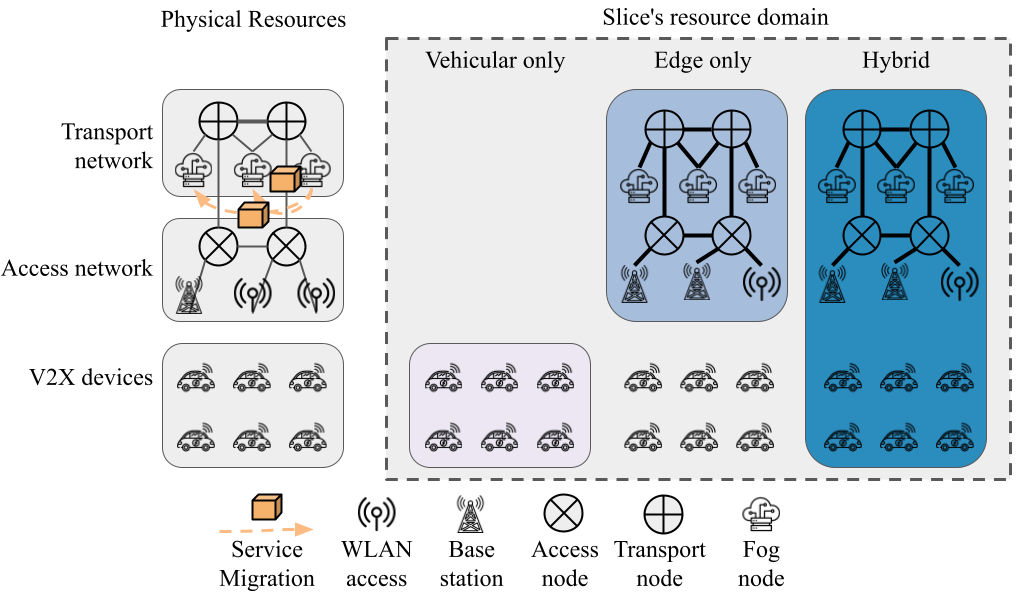 Physical Resources
Slice's resource domain
Vehicular only
Edge only
Hybrid
Transport
network
Access network
V2X devices
Service
Migration
WLAN
access
Base
station
Access
node
Transport
node
Fog
node